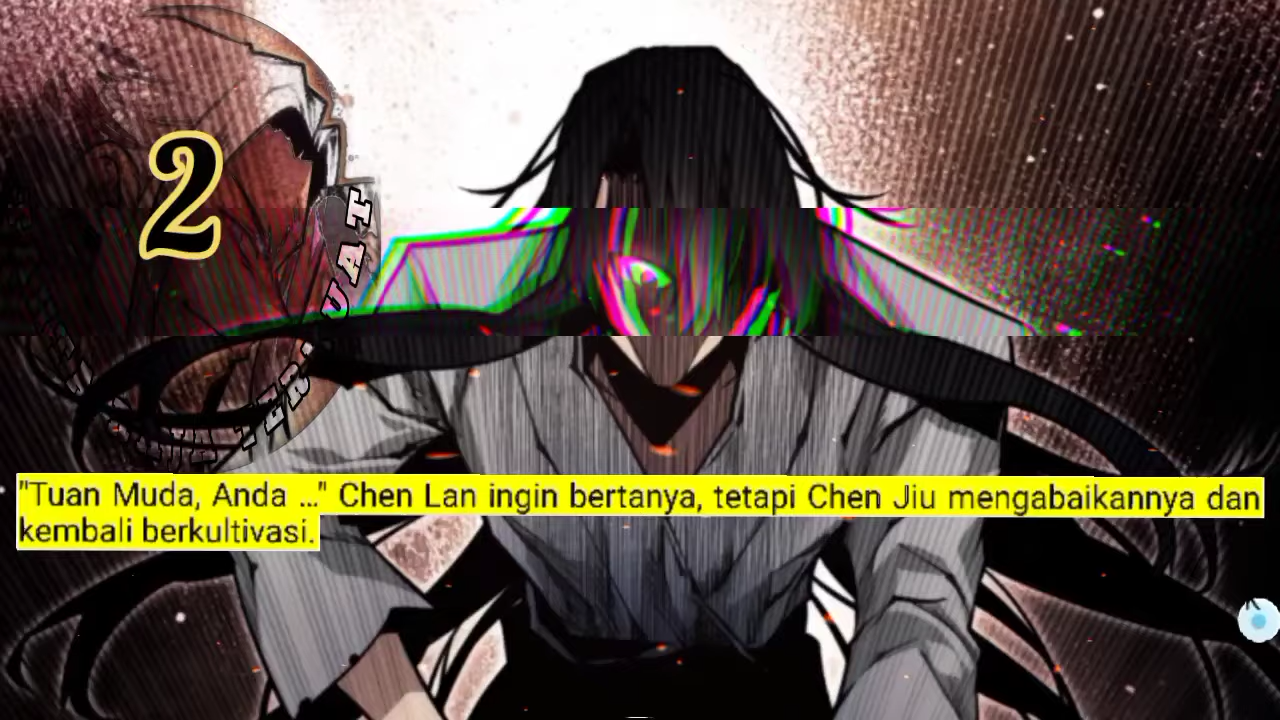 2
"Tuan Muda, Anda ..." Chen Lan ingin bertanya, tetapi Chen Jiu mengabaikannya dan
kembali berkultivasi.